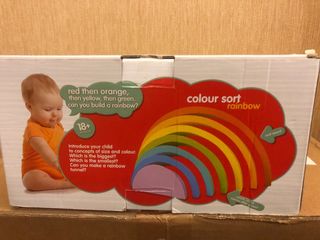 red then orange,
then yellow, then green...
can you build a rainbow?
18+
Introduce your child
to concepts of size and colour.
Which is the biggest?
Which is the smallest?
Can you make a rainbow
tunnel?
colour sort
rainbow